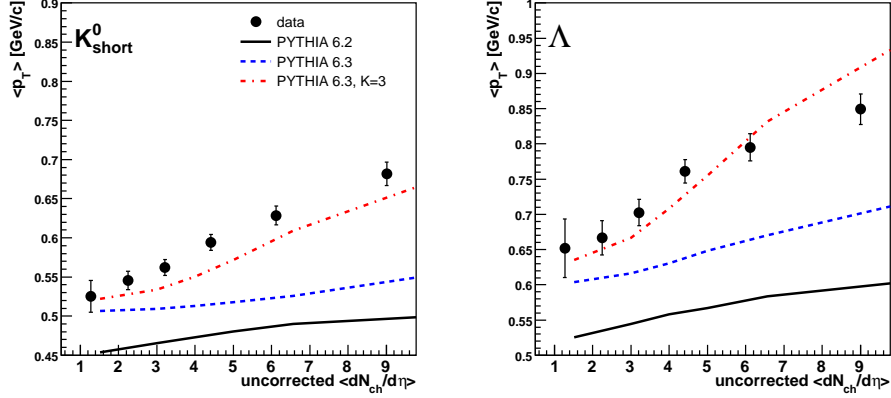 <p_T> [GeV/c]
0.9
0.85
0.8
0.75
0.7
0.65
0.6
0.55
0.5
0.45
K^0_short
data
PYTHIA 6.2
PYTHIA 6.3
PYTHIA 6.3, K=3
1 2 3 4 5 6 7 8 9
uncorrected <dN_ch/dη>
<p_T> [GeV/c]
1
0.95
0.9
0.85
0.8
0.75
0.7
0.65
0.6
0.55
0.5
Λ
1 2 3 4 5 6 7 8 9
uncorrected <dN_ch/dη>